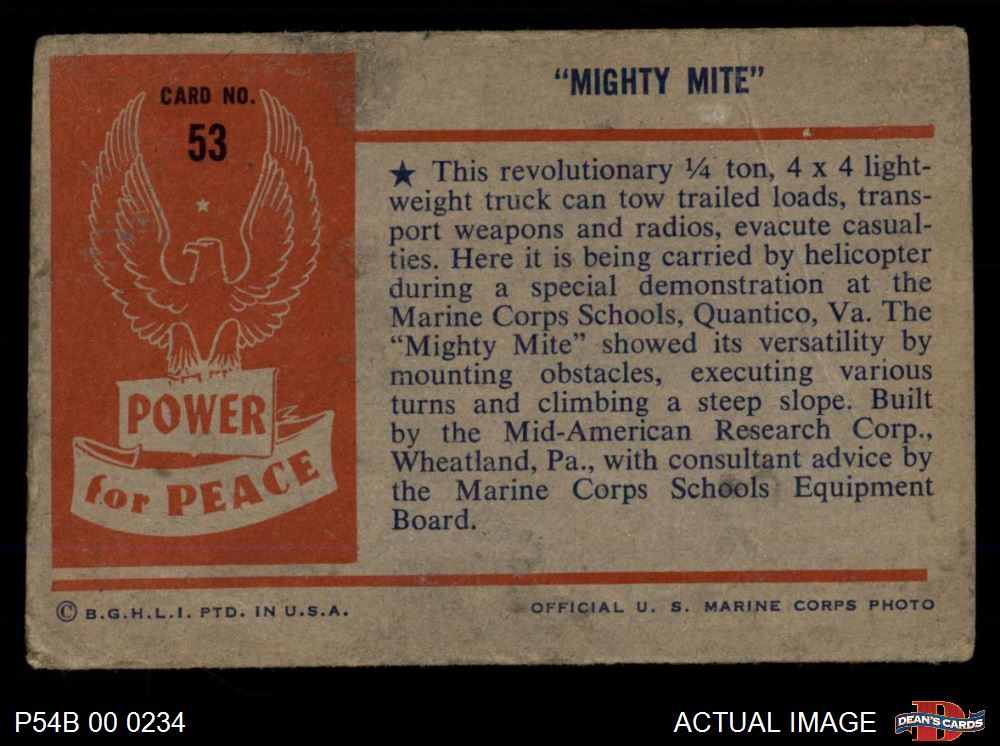 CARD NO.
53
POWER
for PEACE
"MIGHTY MITE"
★ This revolutionary ¼ ton, 4 x 4 light-
weight truck can tow trailed loads, trans-
port weapons and radios, evacute casual-
ties. Here it is being carried by helicopter
during a special demonstration at the
Marine Corps Schools, Quantico, Va. The
"Mighty Mite" showed its versatility by
mounting obstacles, executing various
turns and climbing a steep slope. Built
by the Mid-American Research Corp.,
Wheatland, Pa., with consultant advice by
the Marine Corps Schools Equipment
Board.
© B.G.H.L.I. PTD. IN U.S.A.
OFFICIAL U. S. MARINE CORPS PHOTO
P54B 00 0234
ACTUAL IMAGE
D
DEAN'S CARDS